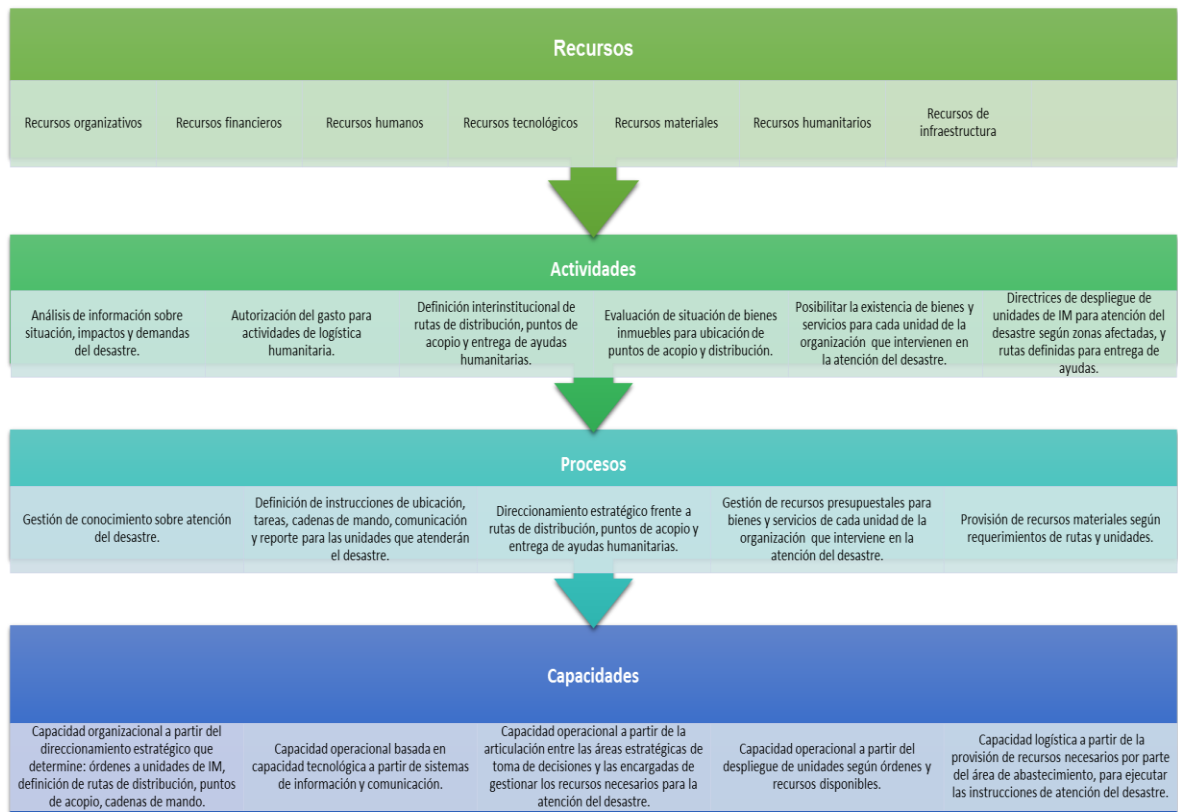 Recursos
Recursos organizativos
Recursos financieros
Recursos humanos
Recursos tecnológicos
Recursos materiales
Recursos humanitarios
Recursos de
infraestructura
Actividades
Análisis de información sobre
situación, impactos y demandas
del desastre.
Autorización del gasto para
actividades de logística
humanitaria.
Definición interinstitucional de
rutas de distribución, puntos de
acopio y entrega de ayudas
humanitarias.
Evaluación de situación de bienes
inmuebles para ubicación de
puntos de acopio y distribución.
Posibilitar la existencia de bienes y
servicios para cada unidad de la
organización que intervienen en
la atención del desastre.
Directrices de despliegue de
unidades de IM para atención del
desastre según zonas afectadas, y
rutas definidas para entrega de
ayudas.
Procesos
Gestión de conocimiento sobre atención
del desastre.
Definición de instrucciones de ubicación,
tareas, cadenas de mando, comunicación
y reporte para las unidades que atenderán
el desastre.
Direccionamiento estratégico frente a
rutas de distribución, puntos de acopio y
entrega de ayudas humanitarias.
Gestión de recursos presupuestales para
bienes y servicios de cada unidad de la
organización que interviene en la
atención del desastre.
Provisión de recursos materiales según
requerimientos de rutas y unidades.
Capacidades
Capacidad organizacional a partir del
direccionamiento estratégico que
determine: órdenes a unidades de IM,
definición de rutas de distribución, puntos
de acopio, cadenas de mando.
Capacidad operacional basada en
capacidad tecnológica a partir de sistemas
de información y comunicación.
Capacidad operacional a partir de la
articulación entre las áreas estratégicas de
toma de decisiones y las encargadas de
gestionar los recursos necesarios para la
atención del desastre.
Capacidad operacional a partir del
despliegue de unidades según órdenes y
recursos disponibles.
Capacidad logística a partir de la
provisión de recursos necesarios por parte
del área de abastecimiento, para ejecutar
las instrucciones de atención del desastre.